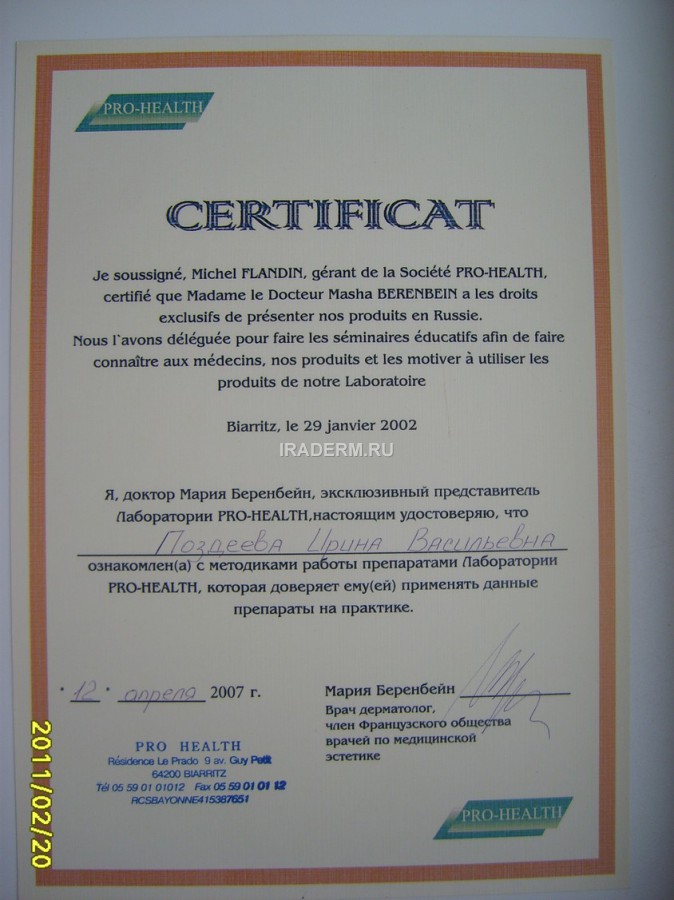 PRO-HEALTH
CERTIFICAT
Je soussigné, Michel FLANDIN, gérant de la Société PRO-HEALTH,
certifié que Madame le Docteur Masha BERENBEIN a les droits
exclusifs de présenter nos produits en Russie.
Nous l`avons déléguée pour faire les séminaires éducatifs afin de faire
connaître aux médecins, nos produits et les motiver à utiliser les
produits de notre Laboratoire
Biarritz, le 29 janvier 2002
IRADERM.RU
Я, доктор Мария Беренбейн, эксклюзивный представитель
Лаборатории PRO-HEALTH,настоящим удостоверяю, что
Поздеева Ирина Васильевна
ознакомлен(а) с методиками работы препаратами Лаборатории
PRO-HEALTH, которая доверяет ему(ей) применять данные
препараты на практике.
" 12 " апреля 2007 г.
Мария Беренбейн
Врач дерматолог,
член Французского общества
врачей по медицинской
эстетике
PRO HEALTH
Résidence Le Prado 9 av. Guy Petit
64200 BIARRITZ
Tél 05 59 01 01012 Fax 05 59 01 01 12
RCSBAYONNE415387651
PRO-HEALTH
2011/02/20